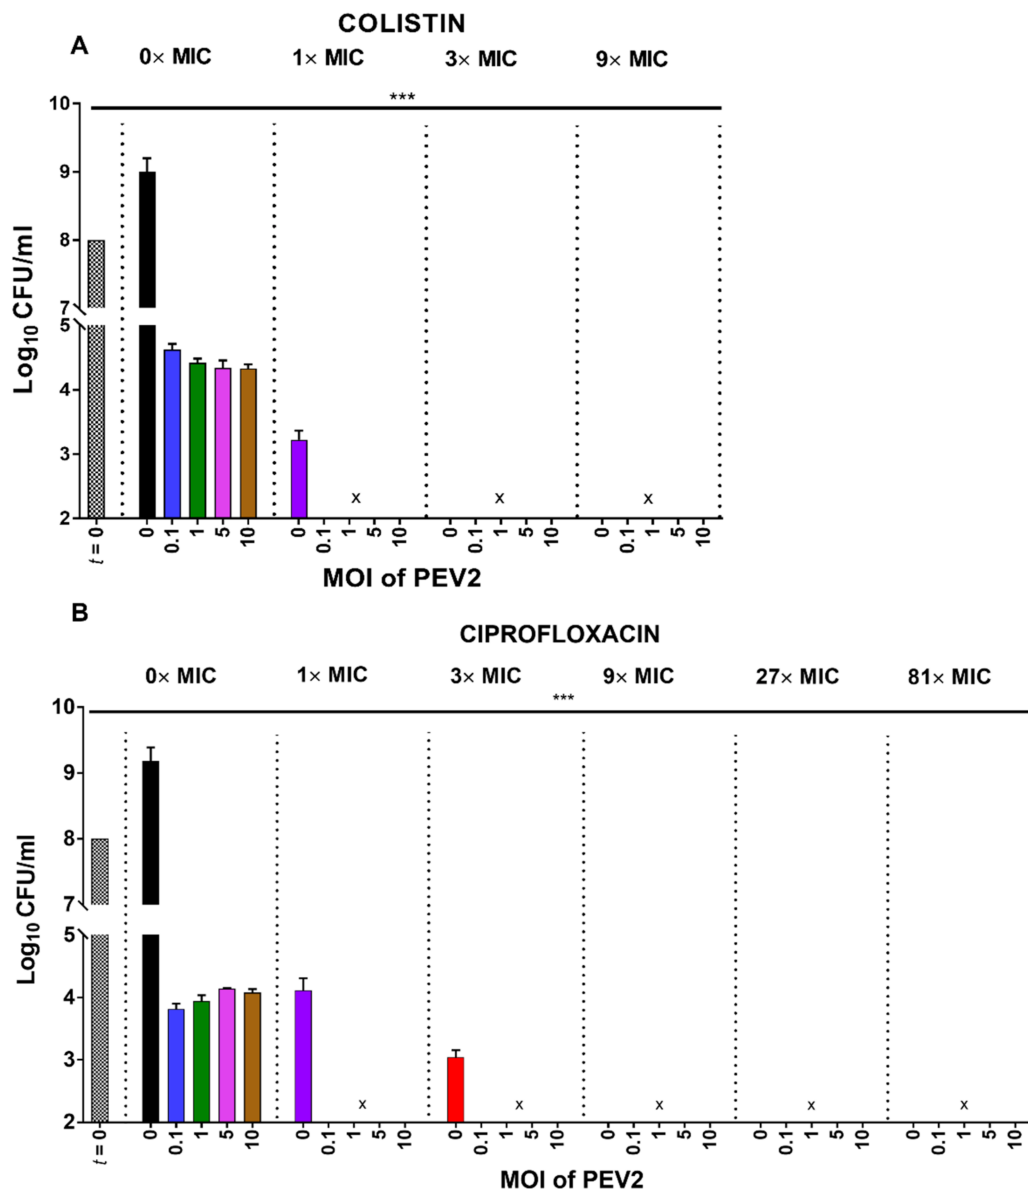 COLISTIN
A
0× MIC 1× MIC 3× MIC 9× MIC
***
10
9
8
7
5
4
3
2
Log10 CFU/ml
x x x
t = 0 0 0.1 1 5 10 0 0.1 1 5 10 0 0.1 1 5 10 0 0.1 1 5 10
MOI of PEV2
B
CIPROFLOXACIN
0× MIC 1× MIC 3× MIC 9× MIC 27× MIC 81× MIC
***
10
9
8
7
5
4
3
2
Log10 CFU/ml
x x x x x
t = 0 0 0.1 1 5 10 0 0.1 1 5 10 0 0.1 1 5 10 0 0.1 1 5 10 0 0.1 1 5 10 0 0.1 1 5 10
MOI of PEV2